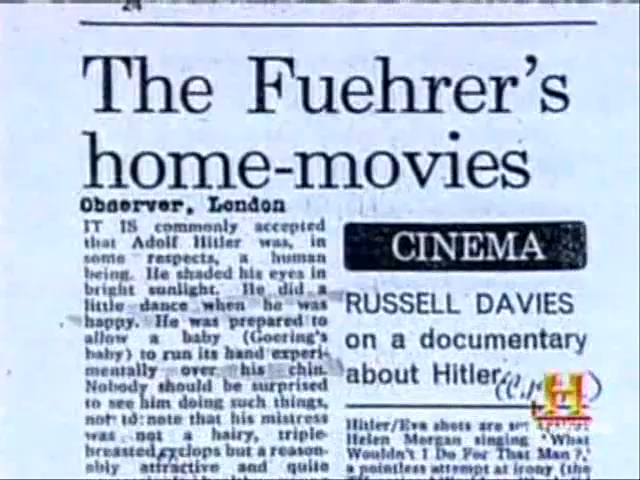 24
The Fuehrer's
home-movies
Observer, London
IT IS commonly accepted
that Adolf Hitler was, in
some respects, a human
being. He shaded his eyes in
bright sunlight. He did a
little dance when he was
happy. He was prepared to
allow a baby (Goering's
baby) to run its hand experi-
mentally over his chin.
Nobody should be surprised
to see him doing such things,
not to note that his mistress
was not a hairy, triple-
breasted cyclops but a reason-
ably attractive and quite
CINEMA
RUSSELL DAVIES
on a documentary
about Hitler
H
Hitler/Eva shots are set against
Helen Morgan singing 'What
Wouldn't I Do For That Man?,'
a pointless attempt at irony (the